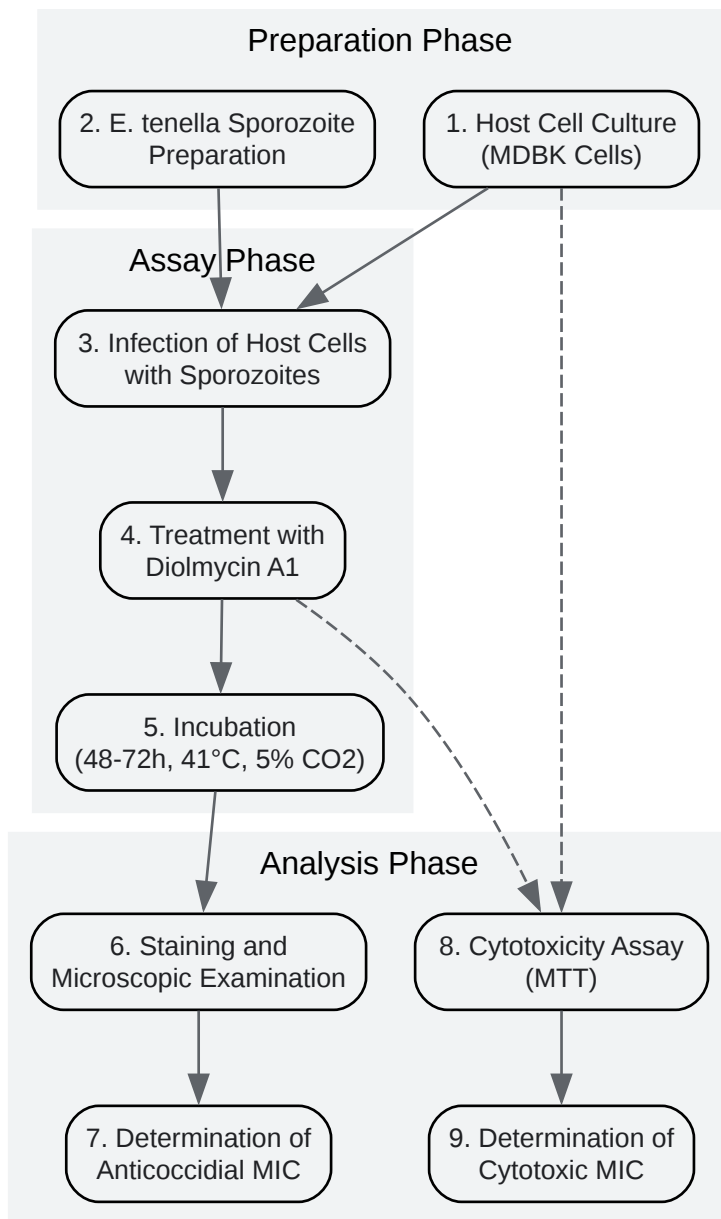 Preparation Phase
2. E. tenella Sporozoite
Preparation
1. Host Cell Culture
(MDBK Cells)
Assay Phase
3. Infection of Host Cells
with Sporozoites
4. Treatment with
Diolmycin A1
5. Incubation
(48-72h, 41°C, 5% CO2)
Analysis Phase
6. Staining and
Microscopic Examination
8. Cytotoxicity Assay
(MTT)
7. Determination of
Anticoccidial MIC
9. Determination of
Cytotoxic MIC